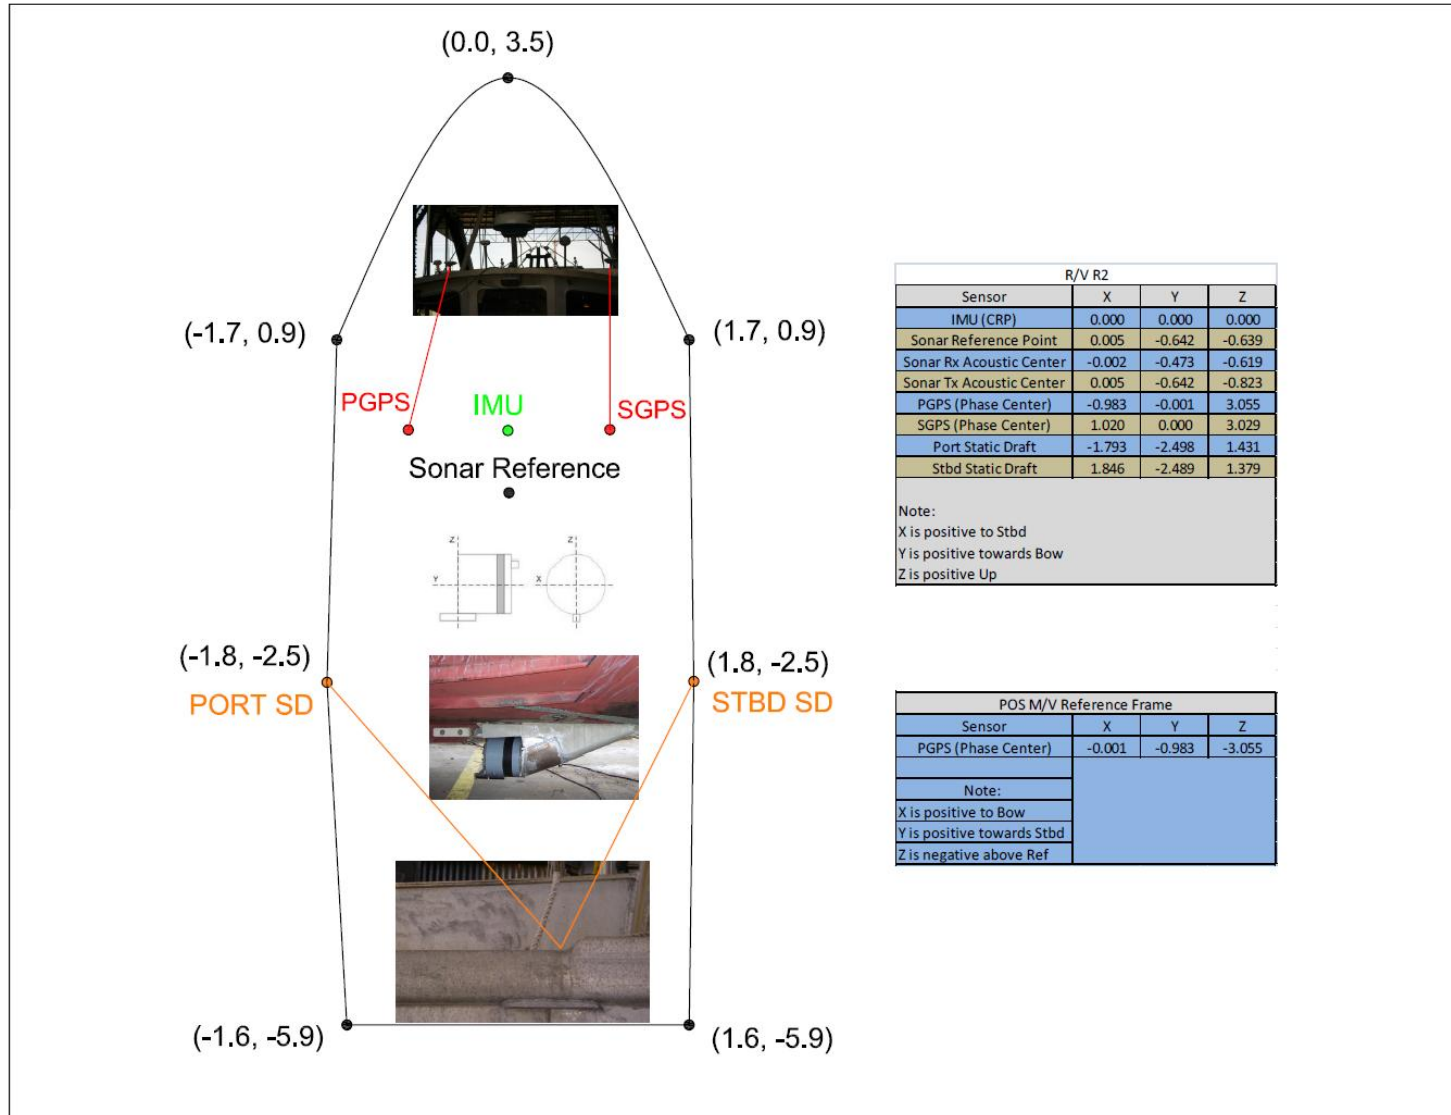 (0.0, 3.5)
(-1.7, 0.9)
(1.7, 0.9)
PGPS
IMU
SGPS
Sonar Reference
Z
Z
Y
X
(-1.8, -2.5)
PORT SD
(1.8, -2.5)
STBD SD
(-1.6, -5.9)
(1.6, -5.9)
R/V R2
Sensor X Y Z
IMU (CRP) 0.000 0.000 0.000
Sonar Reference Point 0.005 -0.642 -0.639
Sonar Rx Acoustic Center -0.002 -0.473 -0.619
Sonar Tx Acoustic Center 0.005 -0.642 -0.823
PGPS (Phase Center) -0.983 -0.001 3.055
SGPS (Phase Center) 1.020 0.000 3.029
Port Static Draft -1.793 -2.498 1.431
Stbd Static Draft 1.846 -2.489 1.379
Note:
X is positive to Stbd
Y is positive towards Bow
Z is positive Up
POS M/V Reference Frame
Sensor X Y Z
PGPS (Phase Center) -0.001 -0.983 -3.055
Note:
X is positive to Bow
Y is positive towards Stbd
Z is negative above Ref